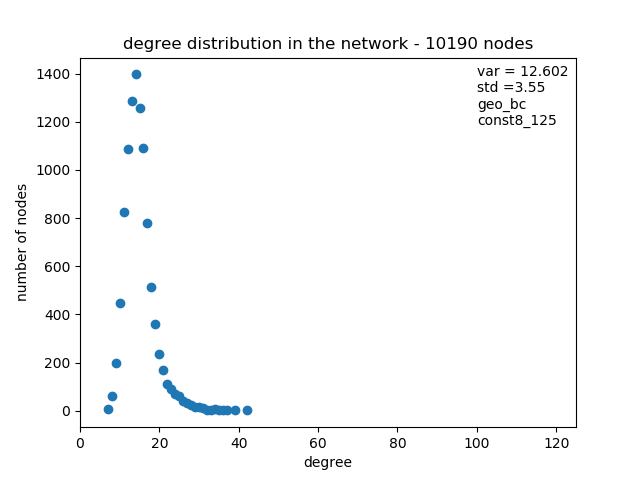 degree distribution in the network - 10190 nodes
var = 12.602
std =3.55
geo_bc
const8_125
number of nodes
1400
1200
1000
800
600
400
200
0
0 20 40 60 80 100 120
degree